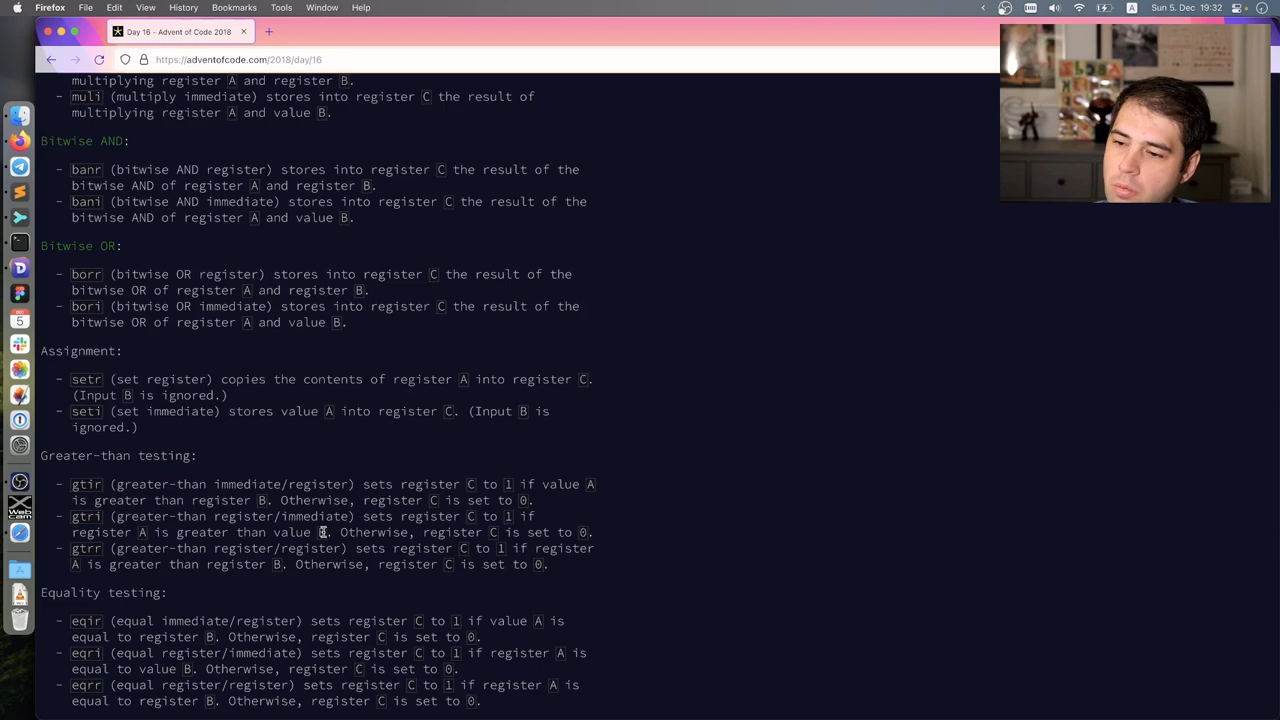 Firefox File Edit View History Bookmarks Tools Window Help
A Sun 5. Dec 19:32
Day 16 - Advent of Code 2018
https://adventofcode.com/2018/day/16
multiplying register A and register B.
- muli (multiply immediate) stores into register C the result of
multiplying register A and value B.
Bitwise AND:
- banr (bitwise AND register) stores into register C the result of the
bitwise AND of register A and register B.
- bani (bitwise AND immediate) stores into register C the result of the
bitwise AND of register A and value B.
Bitwise OR:
- borr (bitwise OR register) stores into register C the result of the
bitwise OR of register A and register B.
- bori (bitwise OR immediate) stores into register C the result of the
bitwise OR of register A and value B.
Assignment:
- setr (set register) copies the contents of register A into register C.
(Input B is ignored.)
- seti (set immediate) stores value A into register C. (Input B is
ignored.)
Greater-than testing:
- gtir (greater-than immediate/register) sets register C to 1 if value A
is greater than register B. Otherwise, register C is set to 0.
- gtri (greater-than register/immediate) sets register C to 1 if
register A is greater than value B. Otherwise, register C is set to 0.
- gtrr (greater-than register/register) sets register C to 1 if register
A is greater than register B. Otherwise, register C is set to 0.
Equality testing:
- eqir (equal immediate/register) sets register C to 1 if value A is
equal to register B. Otherwise, register C is set to 0.
- eqri (equal register/immediate) sets register C to 1 if register A is
equal to value B. Otherwise, register C is set to 0.
- eqrr (equal register/register) sets register C to 1 if register A is
equal to register B. Otherwise, register C is set to 0.
DEC
5
Web
cam